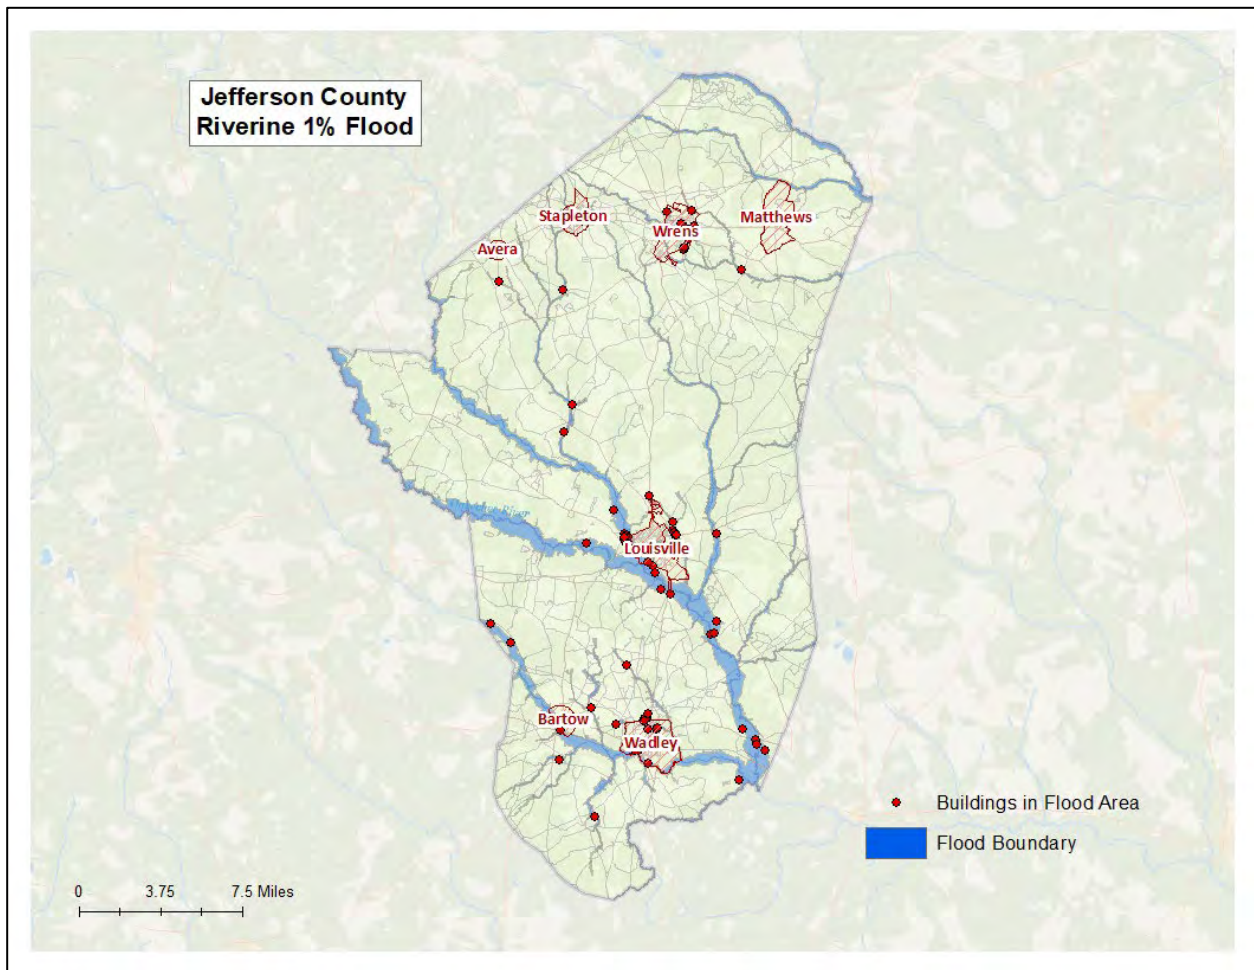 Jefferson County
Riverine 1% Flood
Stapleton
Matthews
Wrens
Avera
Louisville
Bartow
Wadley
Buildings in Flood Area
Flood Boundary
0 3.75 7.5 Miles